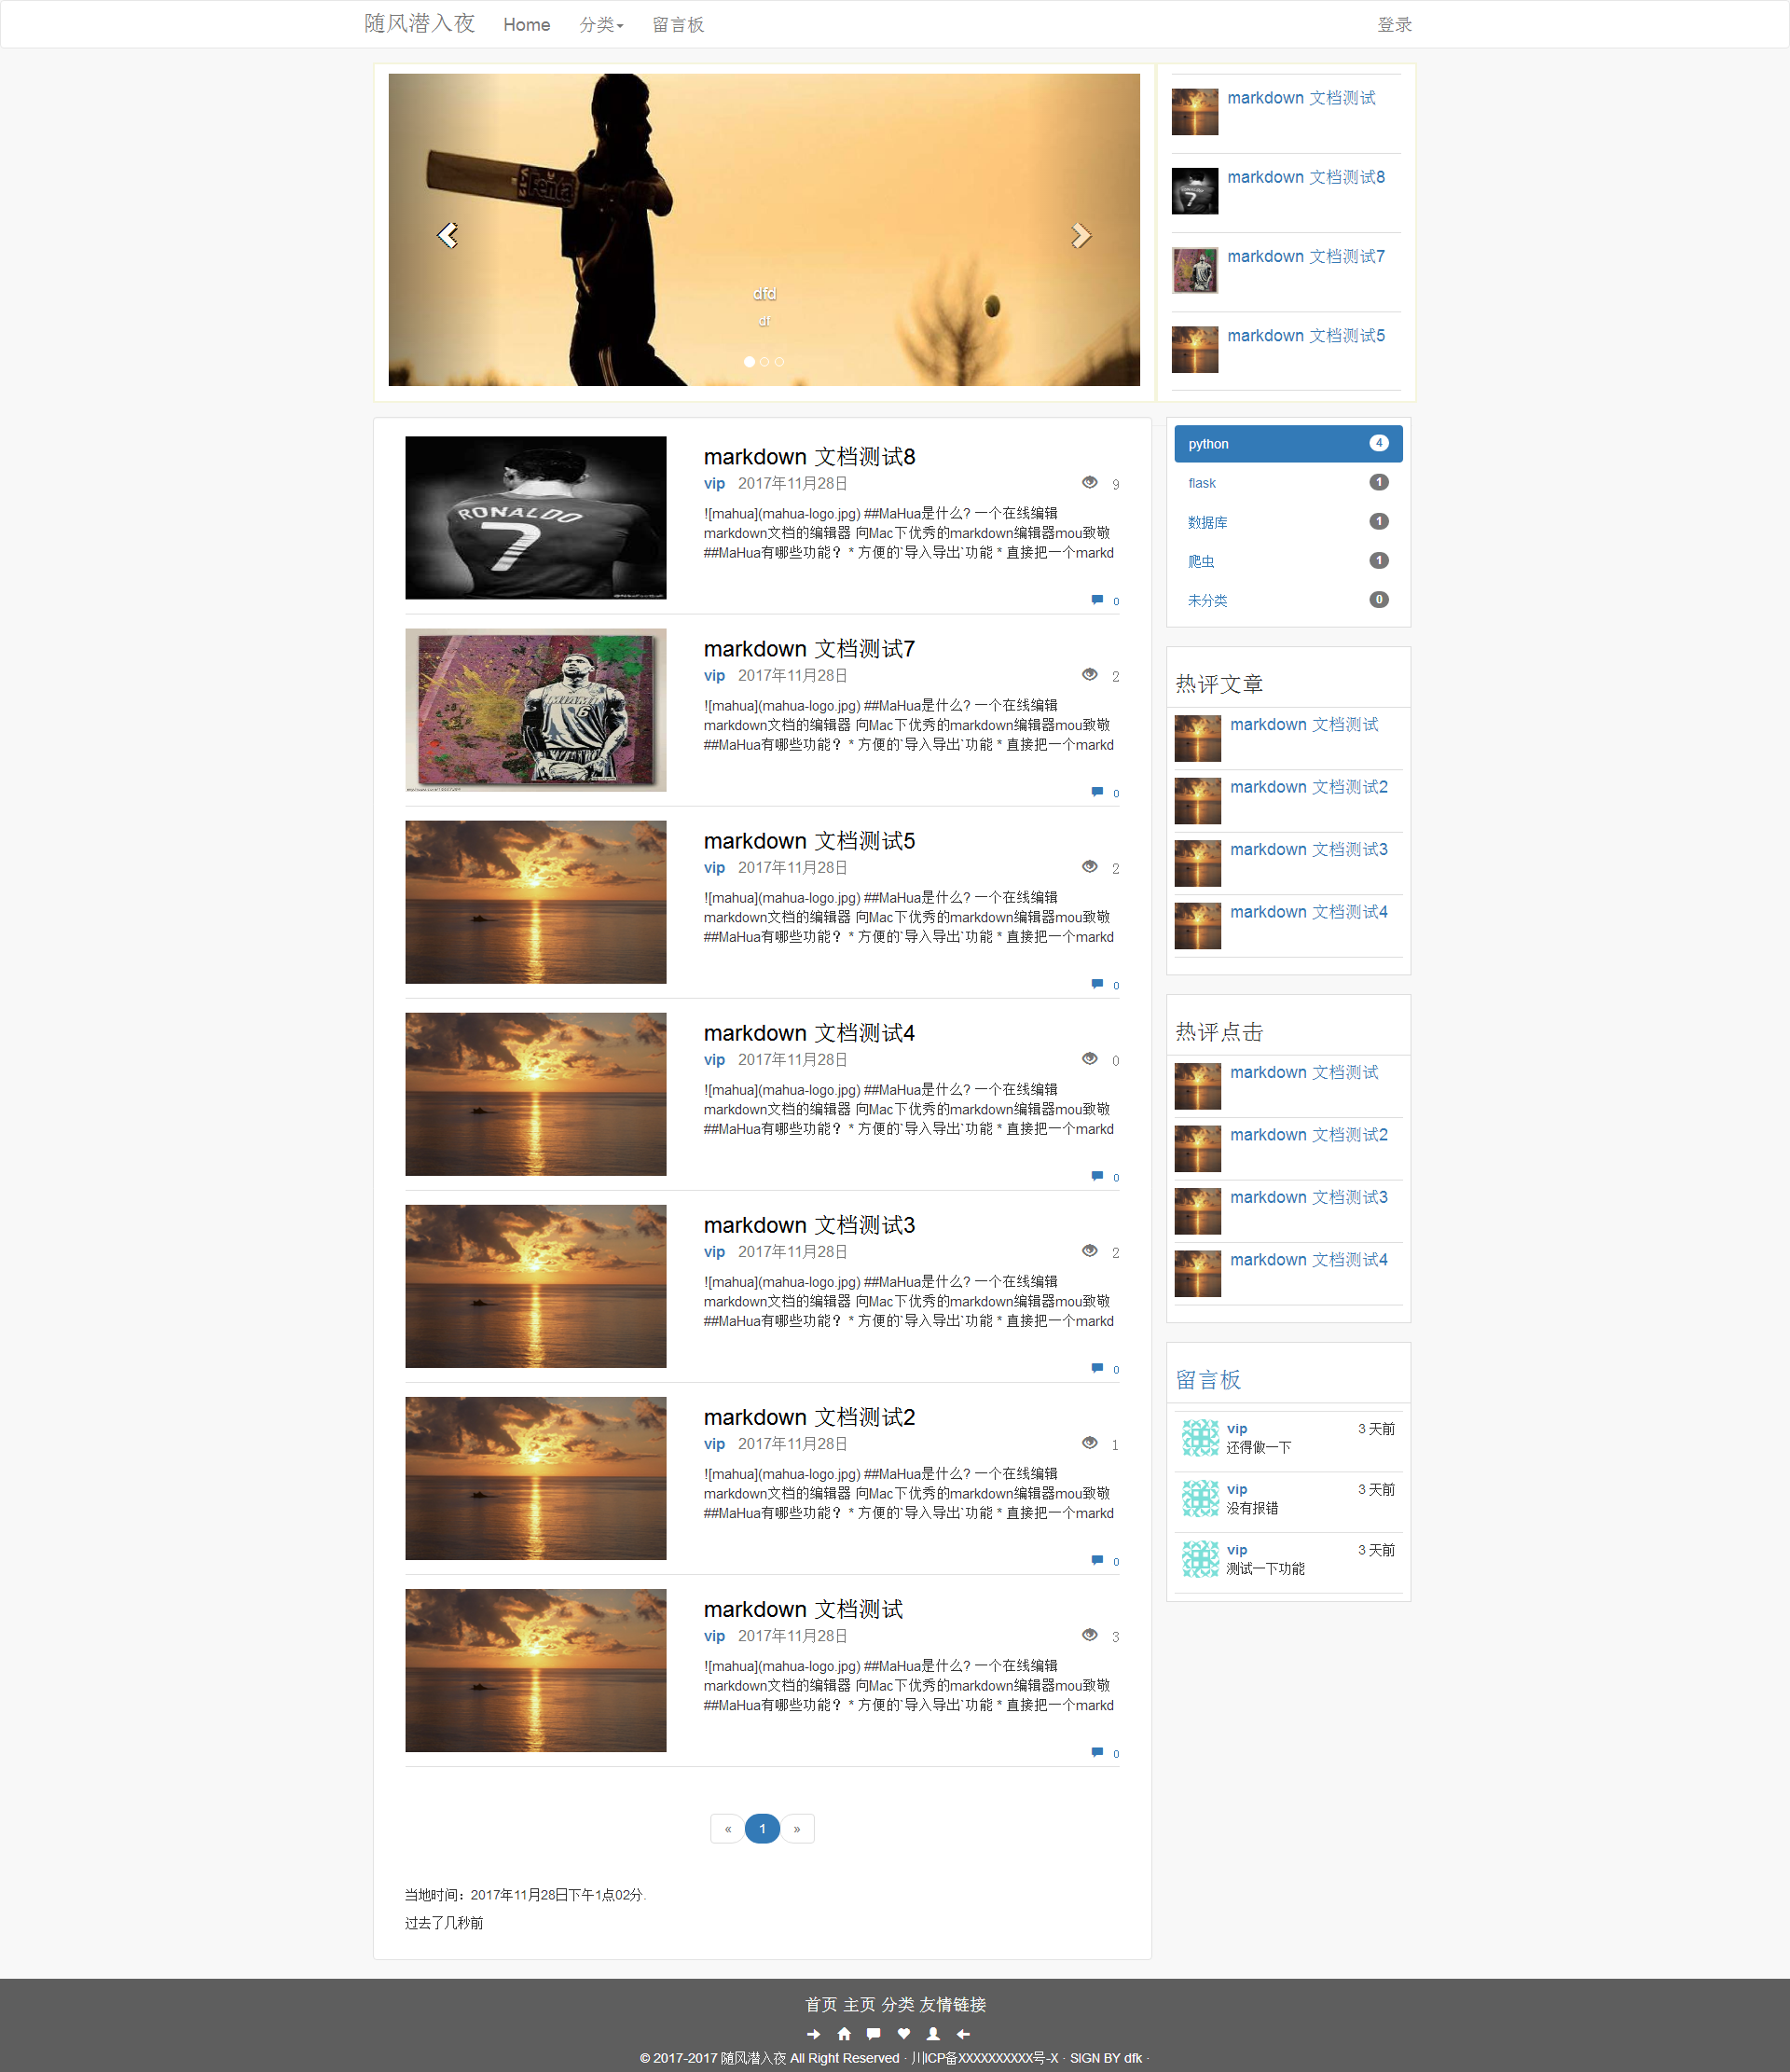 随风潜入夜 Home 分类 留言板 登录
dfd
df
markdown 文档测试
markdown 文档测试8
markdown 文档测试7
markdown 文档测试5
RONALDO
7
markdown 文档测试8
vip 2017年11月28日 9
![mahua](mahua-logo.jpg) ##MaHua是什么? 一个在线编辑
markdown文档的编辑器 向Mac下优秀的markdown编辑器mou致敬
##MaHua有哪些功能？ * 方便的`导入导出`功能 * 直接把一个markd
0
markdown 文档测试7
vip 2017年11月28日 2
![mahua](mahua-logo.jpg) ##MaHua是什么? 一个在线编辑
markdown文档的编辑器 向Mac下优秀的markdown编辑器mou致敬
##MaHua有哪些功能？ * 方便的`导入导出`功能 * 直接把一个markd
0
markdown 文档测试5
vip 2017年11月28日 2
![mahua](mahua-logo.jpg) ##MaHua是什么? 一个在线编辑
markdown文档的编辑器 向Mac下优秀的markdown编辑器mou致敬
##MaHua有哪些功能？ * 方便的`导入导出`功能 * 直接把一个markd
0
markdown 文档测试4
vip 2017年11月28日 0
![mahua](mahua-logo.jpg) ##MaHua是什么? 一个在线编辑
markdown文档的编辑器 向Mac下优秀的markdown编辑器mou致敬
##MaHua有哪些功能？ * 方便的`导入导出`功能 * 直接把一个markd
0
markdown 文档测试3
vip 2017年11月28日 2
![mahua](mahua-logo.jpg) ##MaHua是什么? 一个在线编辑
markdown文档的编辑器 向Mac下优秀的markdown编辑器mou致敬
##MaHua有哪些功能？ * 方便的`导入导出`功能 * 直接把一个markd
0
markdown 文档测试2
vip 2017年11月28日 1
![mahua](mahua-logo.jpg) ##MaHua是什么? 一个在线编辑
markdown文档的编辑器 向Mac下优秀的markdown编辑器mou致敬
##MaHua有哪些功能？ * 方便的`导入导出`功能 * 直接把一个markd
0
markdown 文档测试
vip 2017年11月28日 3
![mahua](mahua-logo.jpg) ##MaHua是什么? 一个在线编辑
markdown文档的编辑器 向Mac下优秀的markdown编辑器mou致敬
##MaHua有哪些功能？ * 方便的`导入导出`功能 * 直接把一个markd
0
« 1 »
当地时间：2017年11月28日下午1点02分.
过去了几秒前
python 4
flask 1
数据库 1
爬虫 1
未分类 0
热评文章
markdown 文档测试
markdown 文档测试2
markdown 文档测试3
markdown 文档测试4
热评点击
markdown 文档测试
markdown 文档测试2
markdown 文档测试3
markdown 文档测试4
留言板
vip 3 天前
还得做一下
vip 3 天前
没有报错
vip 3 天前
测试一下功能
首页 主页 分类 友情链接
© 2017-2017 随风潜入夜 All Right Reserved · 川ICP备XXXXXXXXXX号-X · SIGN BY dfk ·